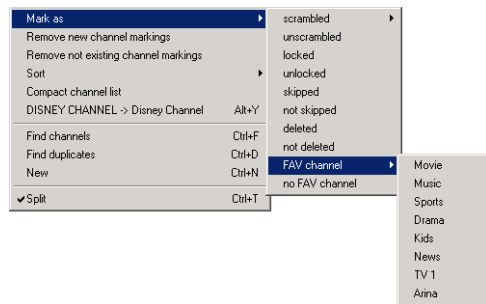 Mark as
Remove new channel markings
Remove not existing channel markings
Sort
Compact channel list
DISNEY CHANNEL -> Disney Channel Alt+Y
Find channels Ctrl+F
Find duplicates Ctrl+D
New Ctrl+N
Split Ctrl+T
scrambled
unscrambled
locked
unlocked
skipped
not skipped
deleted
not deleted
FAV channel
no FAV channel
Movie
Music
Sports
Drama
Kids
News
TV 1
Arina